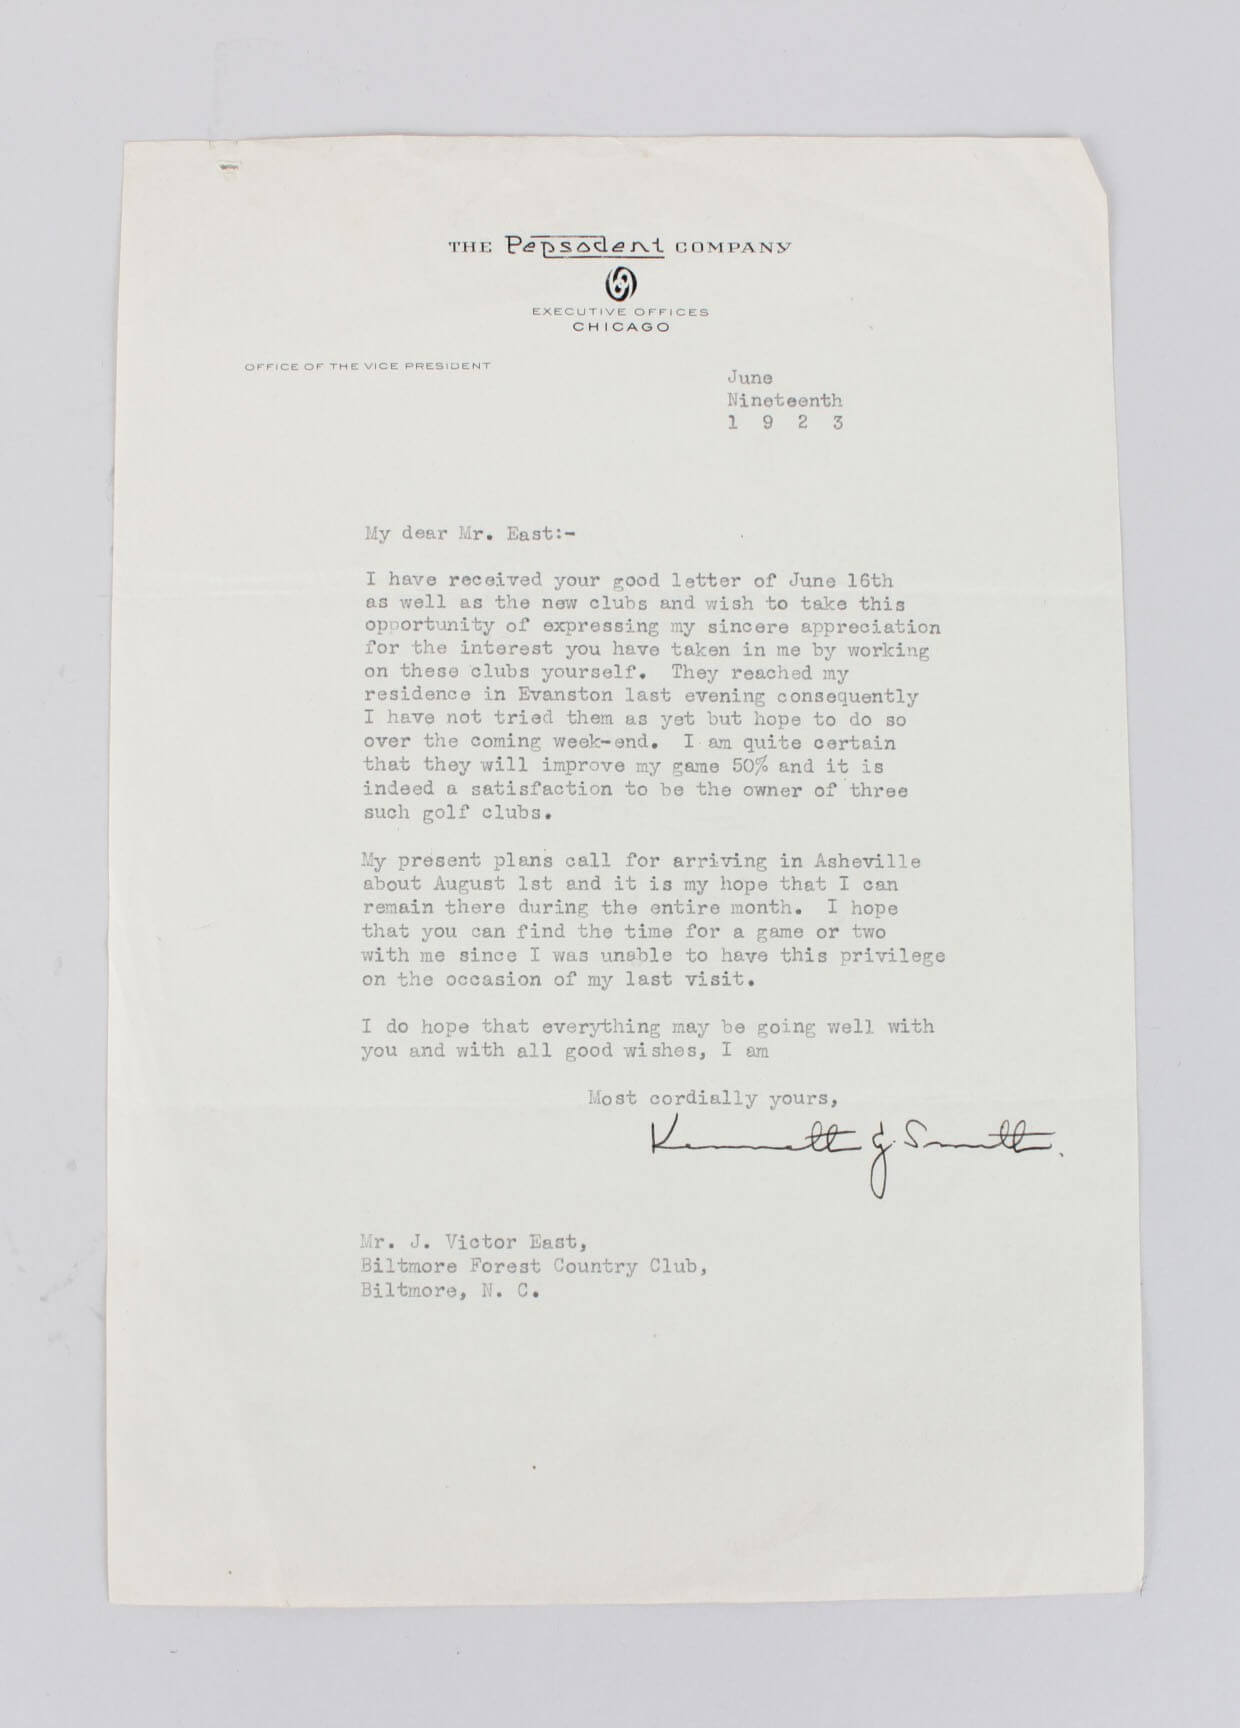 THE Pepsodent COMPANY
EXECUTIVE OFFICES
CHICAGO
OFFICE OF THE VICE PRESIDENT
June
Nineteenth
1 9 2 3
My dear Mr. East:-
I have received your good letter of June 16th
as well as the new clubs and wish to take this
opportunity of expressing my sincere appreciation
for the interest you have taken in me by working
on these clubs yourself. They reached my
residence in Evanston last evening consequently
I have not tried them as yet but hope to do so
over the coming week-end. I am quite certain
that they will improve my game 50% and it is
indeed a satisfaction to be the owner of three
such golf clubs.
My present plans call for arriving in Asheville
about August 1st and it is my hope that I can
remain there during the entire month. I hope
that you can find the time for a game or two
with me since I was unable to have this privilege
on the occasion of my last visit.
I do hope that everything may be going well with
you and with all good wishes, I am
Most cordially yours,
Kennett G. Smith.
Mr. J. Victor East,
Biltmore Forest Country Club,
Biltmore, N. C.